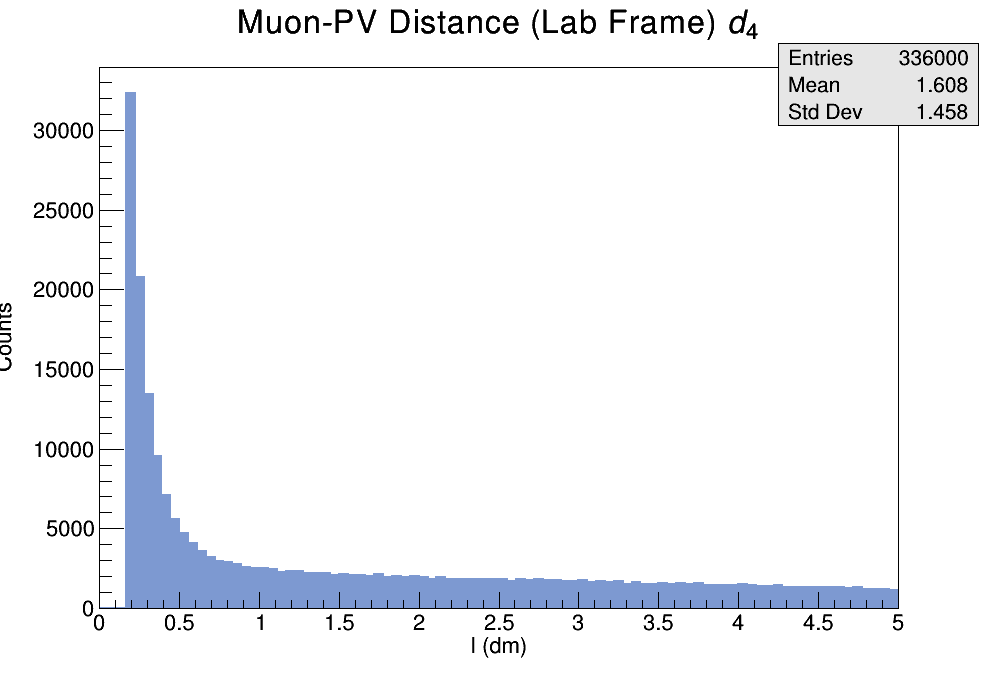 Muon-PV Distance (Lab Frame) d4
Entries 336000
Mean 1.608
Std Dev 1.458
30000
25000
20000
15000
10000
5000
0
Counts
0 0.5 1 1.5 2 2.5 3 3.5 4 4.5 5
l (dm)